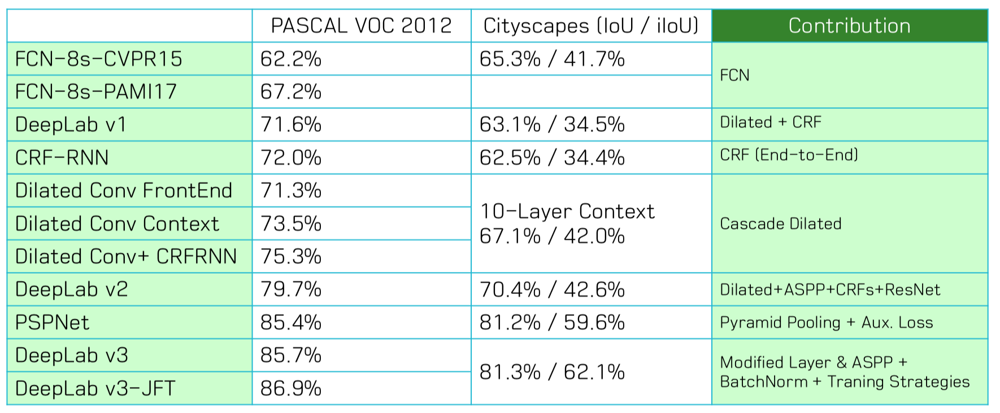 PASCAL VOC 2012 Cityscapes (IoU / iIoU) Contribution
FCN-8s-CVPR15 62.2% 65.3% / 41.7%
FCN
FCN-8s-PAMI17 67.2%
DeepLab v1 71.6% 63.1% / 34.5% Dilated + CRF
CRF-RNN 72.0% 62.5% / 34.4% CRF (End-to-End)
Dilated Conv FrontEnd 71.3%
10-Layer Context
Dilated Conv Context 73.5% Cascade Dilated
67.1% / 42.0%
Dilated Conv+ CRFRNN 75.3%
DeepLab v2 79.7% 70.4% / 42.6% Dilated+ASPP+CRFs+ResNet
PSPNet 85.4% 81.2% / 59.6% Pyramid Pooling + Aux. Loss
DeepLab v3 85.7%
81.3% / 62.1%
Modified Layer & ASPP +
BatchNorm + Traning Strategies
DeepLab v3-JFT 86.9%